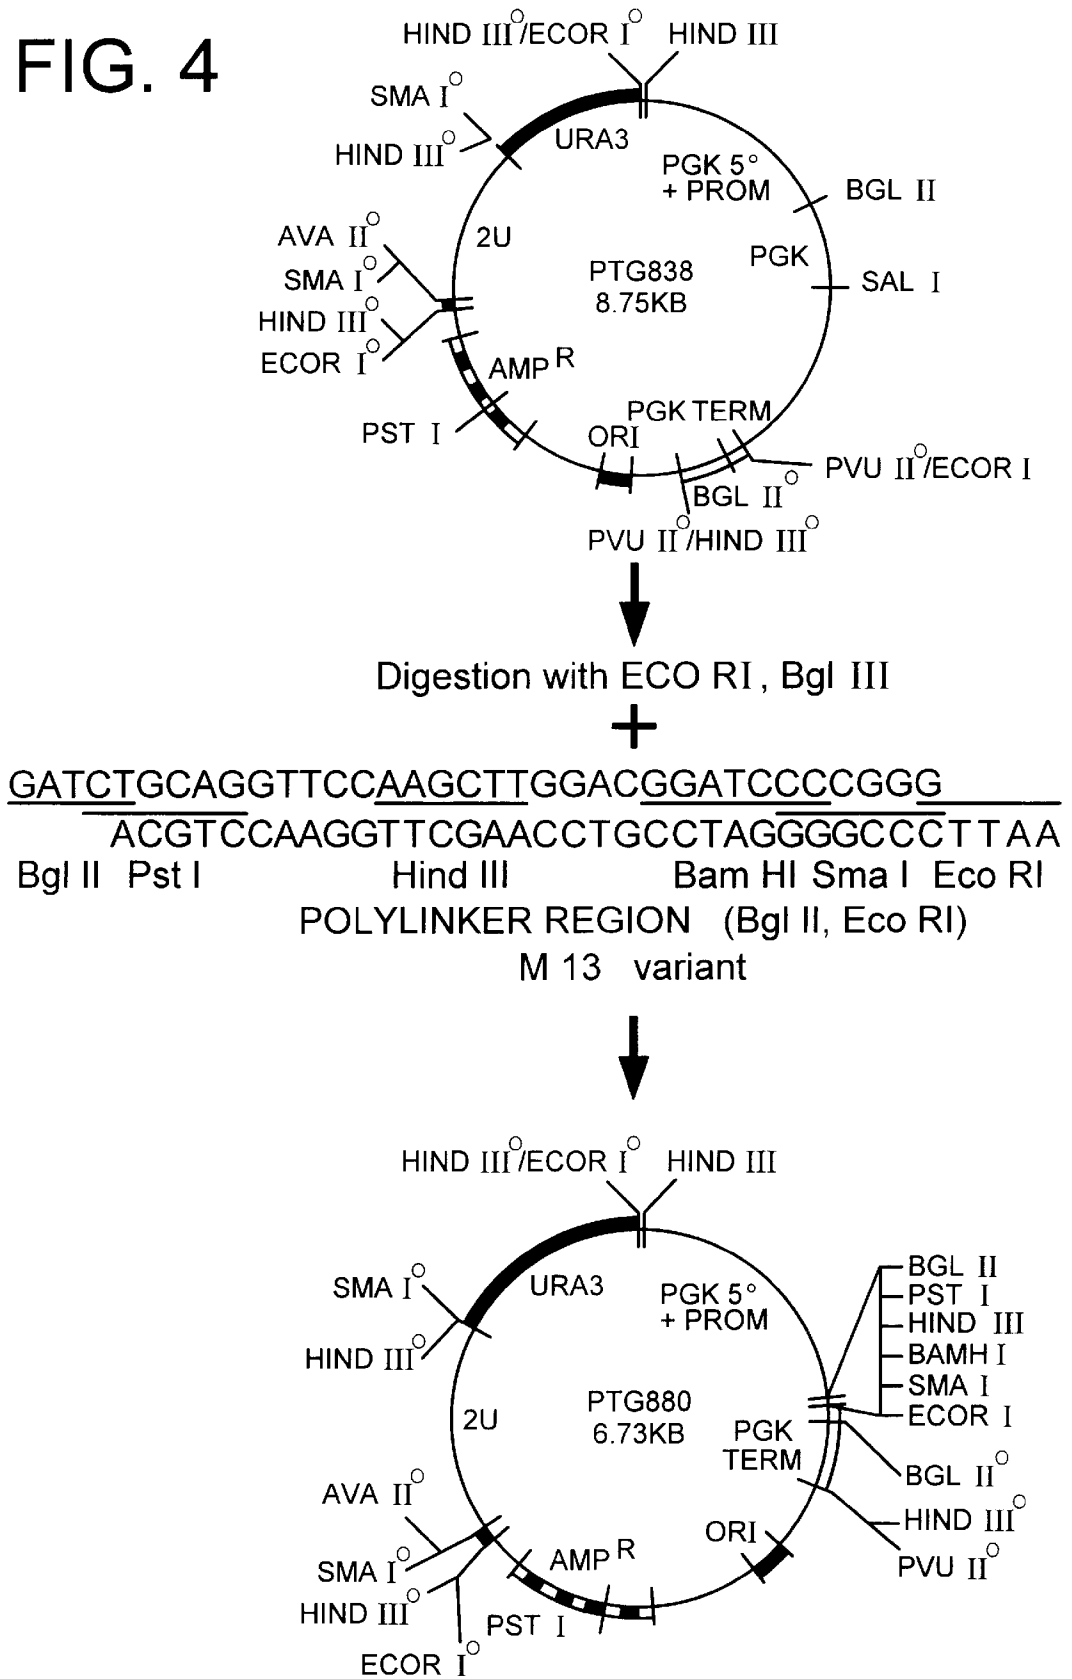 FIG. 4
HIND III°/ECOR I°
HIND III
SMA I°
HIND III°
URA3
PGK 5°
+ PROM
BGL II
AVA II°
2U
PGK
SMA I°
PTG838
8.75KB
SAL I
HIND III°
ECOR I°
AMP R
PGK TERM
PST I
ORI
PVU II°/ECOR I
BGL II°
PVU II°/HIND III°
Digestion with ECO RI, Bgl III
+
GATCTGCAGGTTCCAAGCTTGGACGGATCCCCCGGG
ACGTCCAAGGTTCGAACCTGCCTAGGGGGCCCTTAA
Bgl II Pst I Hind III Bam HI Sma I Eco RI
POLYLINKER REGION (Bgl II, Eco RI)
M 13 variant
HIND III°/ECOR I°
HIND III
SMA I°
URA3
PGK 5°
+ PROM
BGL II
PST I
HIND III
BAMH I
SMA I
ECOR I
HIND III°
2U
PTG880
6.73KB
PGK
TERM
BGL II°
AVA II°
HIND III°
PVU II°
ORI
SMA I°
AMP R
HIND III°
PST I
ECOR I°